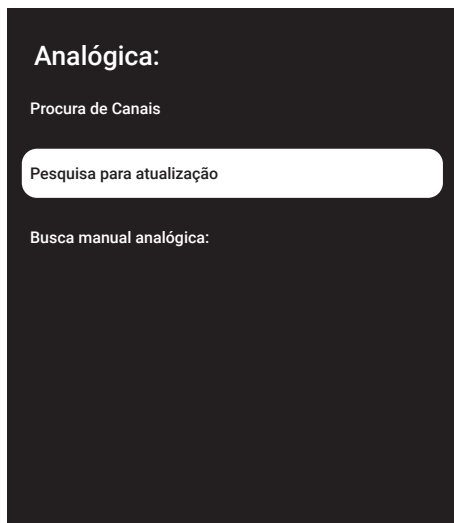 Analógica:
Procura de Canais
Pesquisa para atualização
Busca manual analógica: